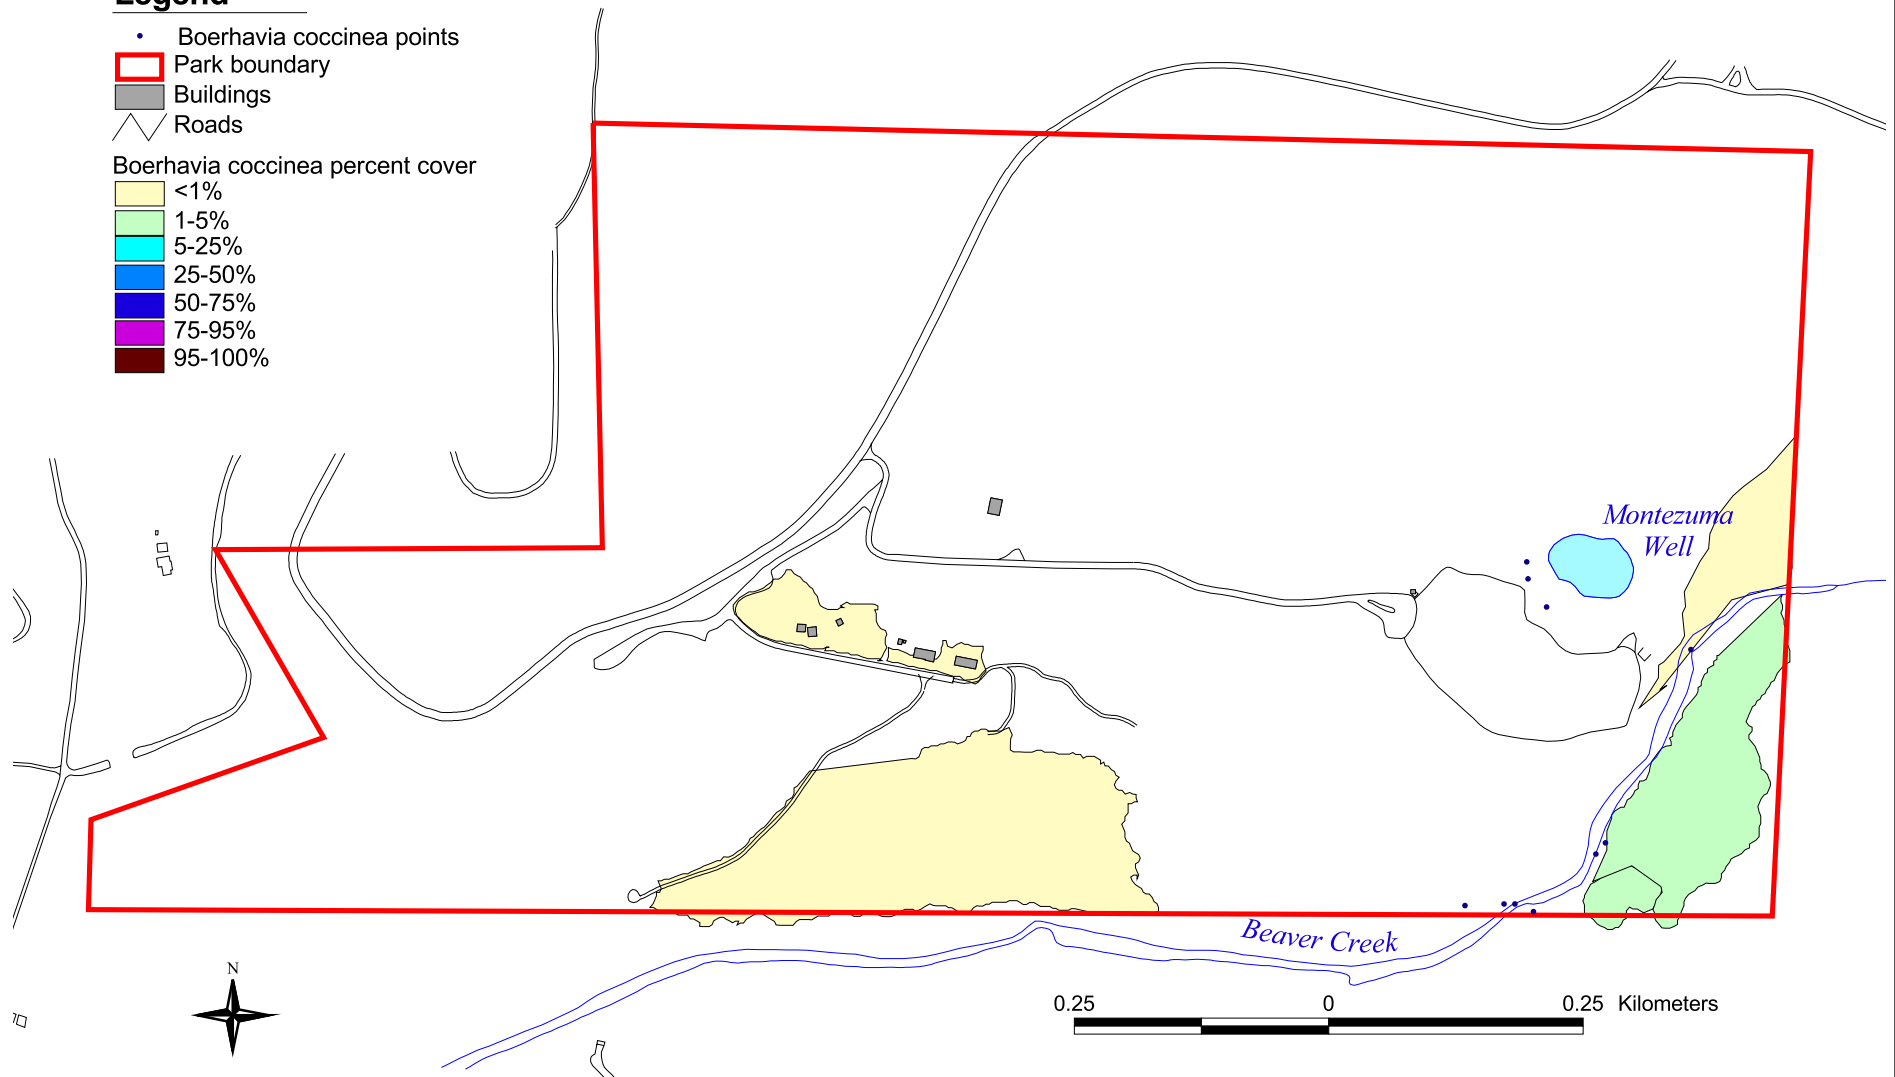 Legend
Boerhavia coccinea points
Park boundary
Buildings
Roads
Boerhavia coccinea percent cover
<1%
1-5%
5-25%
25-50%
50-75%
75-95%
95-100%
Montezuma
Well
Beaver Creek
N
0.25 0 0.25 Kilometers